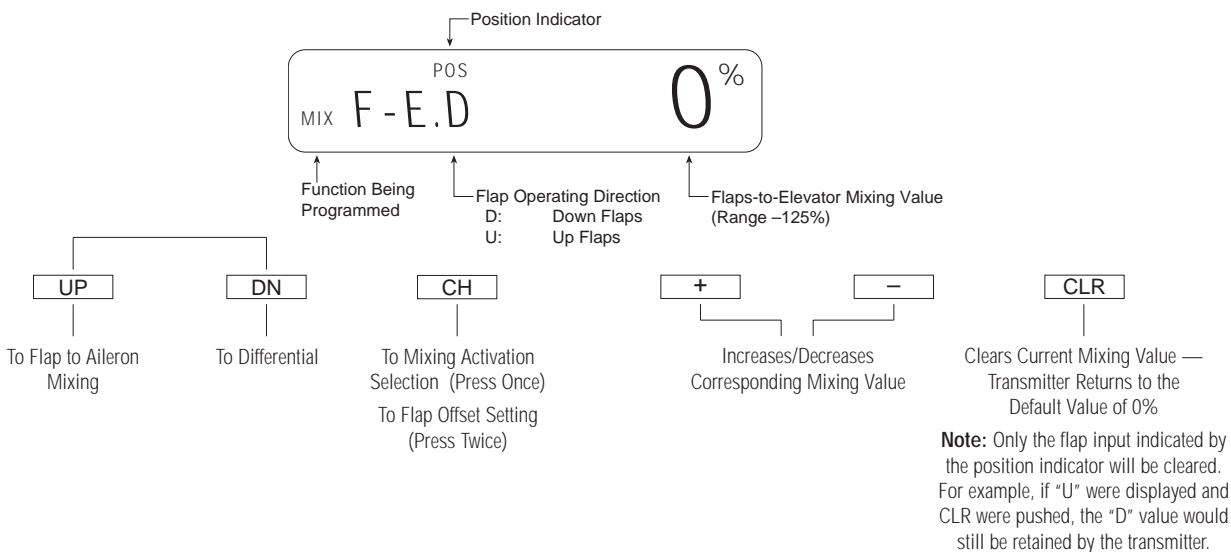 Position Indicator
POS
MIX F-E.D 0%
Function Being
Programmed
Flap Operating Direction
D: Down Flaps
U: Up Flaps
Flaps-to-Elevator Mixing Value
(Range –125%)
UP
DN
CH
+
–
CLR
To Flap to Aileron
Mixing
To Differential
To Mixing Activation
Selection (Press Once)
To Flap Offset Setting
(Press Twice)
Increases/Decreases
Corresponding Mixing Value
Clears Current Mixing Value —
Transmitter Returns to the
Default Value of 0%
Note: Only the flap input indicated by
the position indicator will be cleared.
For example, if "U" were displayed and
CLR were pushed, the "D" value would
still be retained by the transmitter.